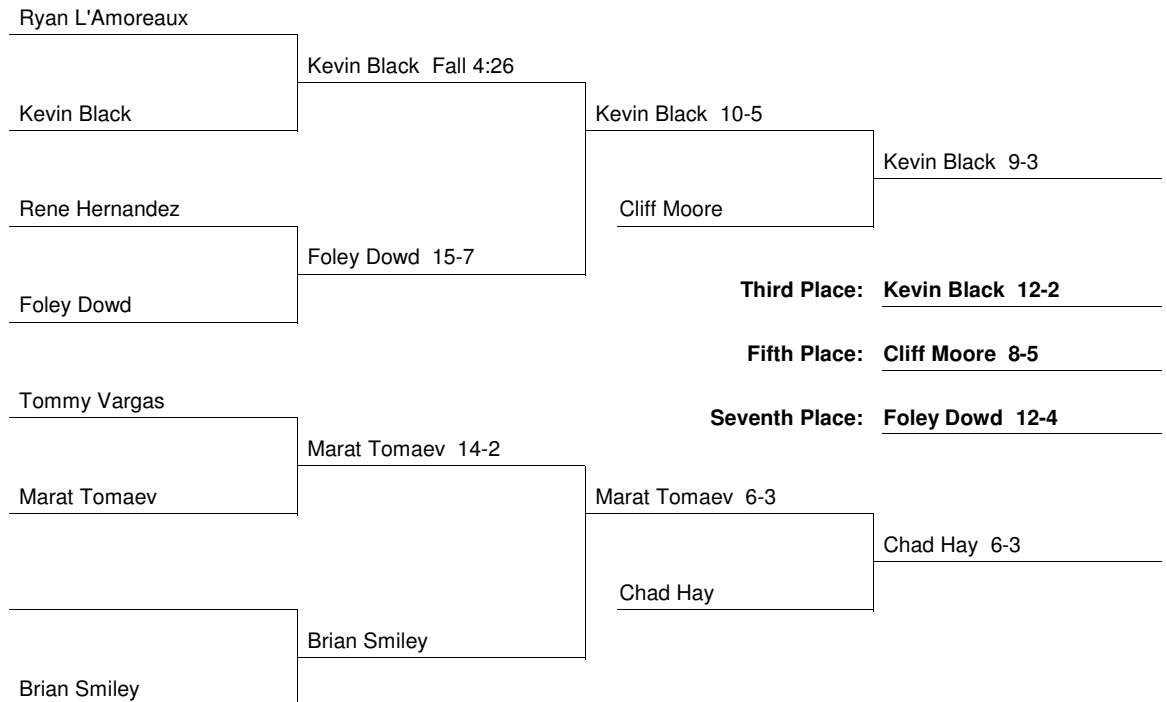 Ryan L'Amoreaux
Kevin Black  Fall 4:26
Kevin Black
Kevin Black  10-5
Kevin Black  9-3
Rene Hernandez
Cliff Moore
Foley Dowd  15-7
Third Place:  Kevin Black  12-2
Foley Dowd
Fifth Place:  Cliff Moore  8-5
Tommy Vargas
Seventh Place:  Foley Dowd  12-4
Marat Tomaev  14-2
Marat Tomaev
Marat Tomaev  6-3
Chad Hay  6-3
Chad Hay
Brian Smiley
Brian Smiley